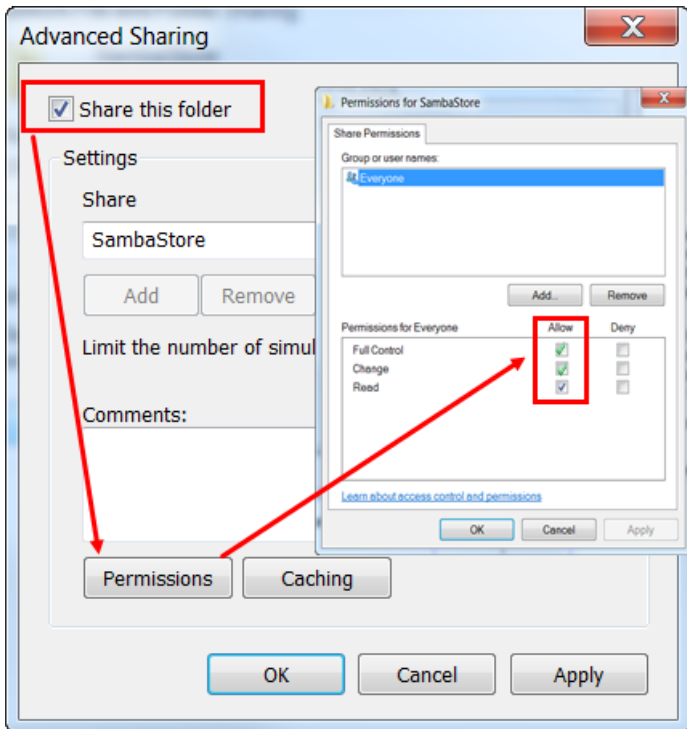 Advanced Sharing
Share this folder
Settings
Share
SambaStore
Add
Remove
Limit the number of simul
Comments:
Permissions
Caching
OK
Cancel
Apply
Permissions for SambaStore
Share Permissions
Group or user names:
Everyone
Add...
Remove
Permissions for Everyone
Allow
Deny
Full Control
Change
Read
Learn about access control and permissions
OK
Cancel
Apply